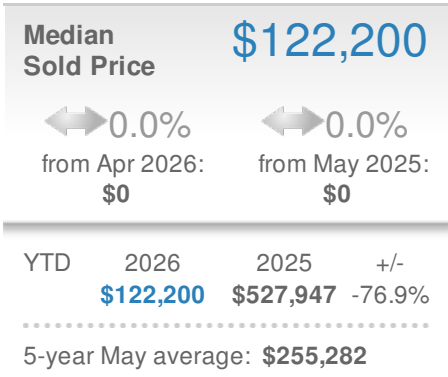 Median $122,200
Sold Price
0.0% 0.0%
from Apr 2026: from May 2025:
$0 $0
YTD 2026 2025 +/-
$122,200 $527,947 -76.9%
5-year May average: $255,282